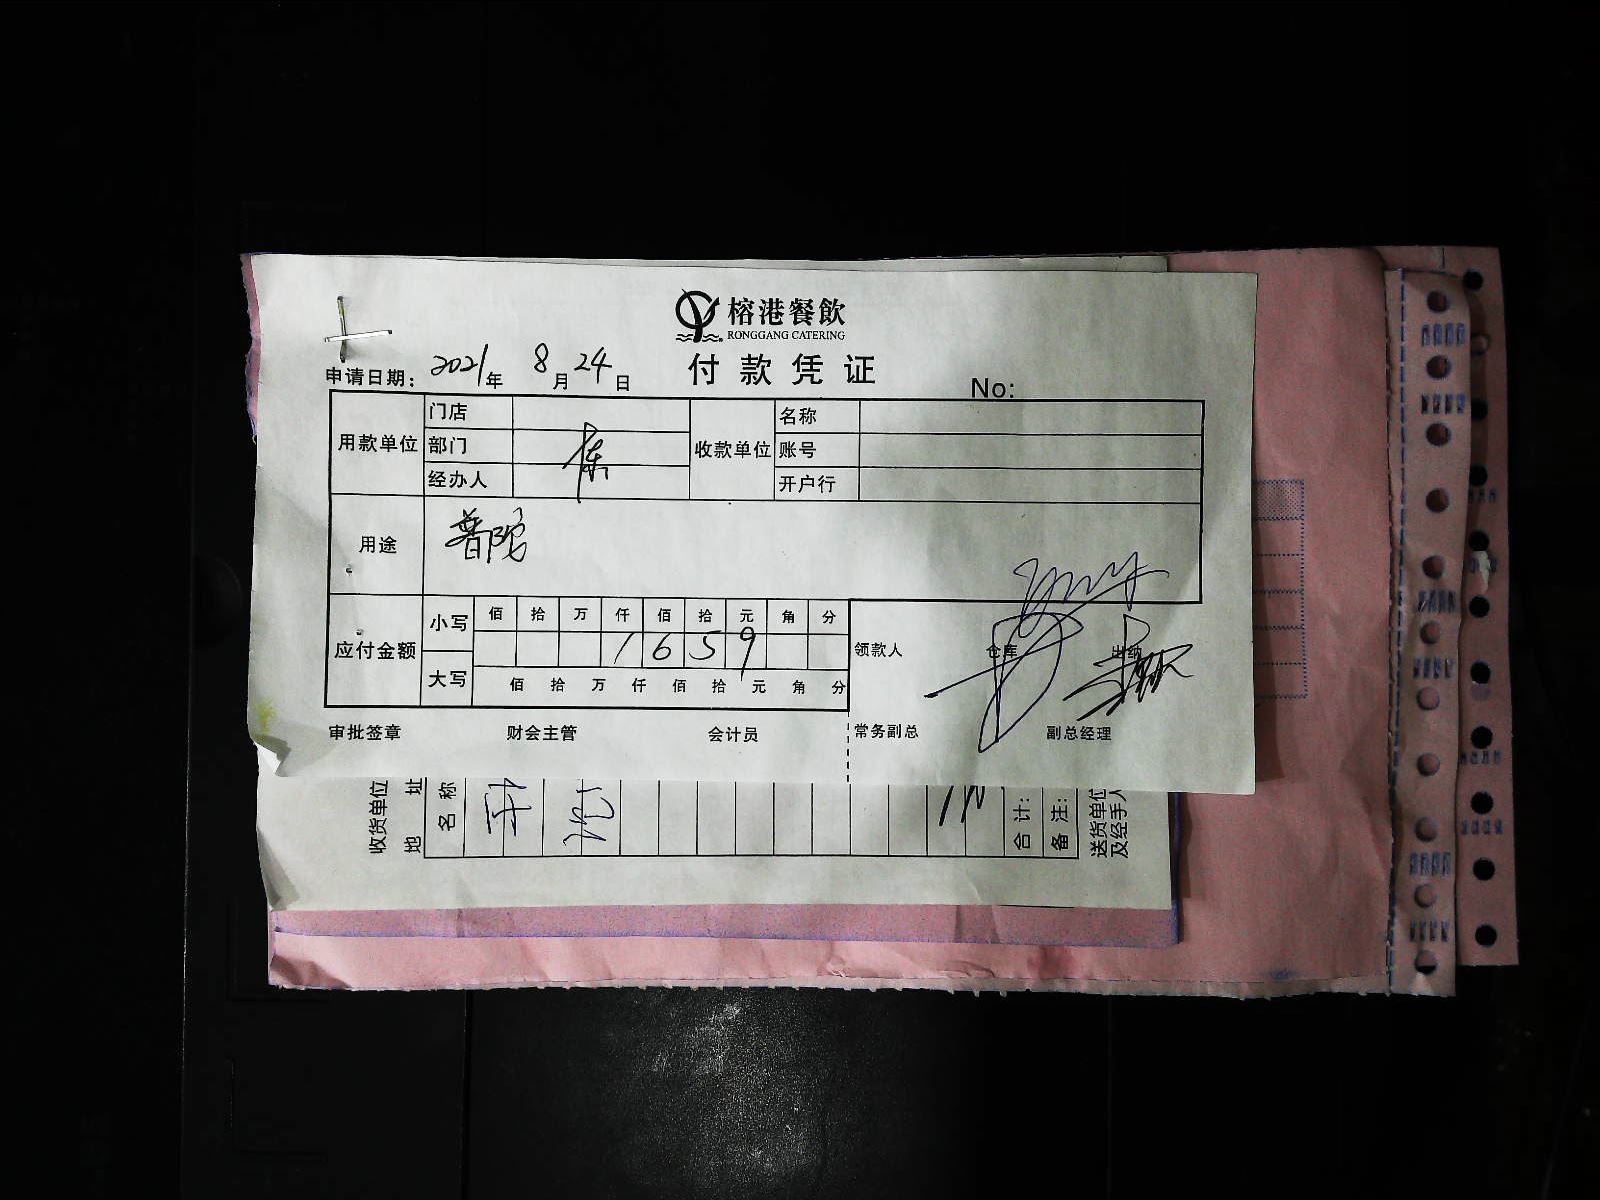 榕港餐飲
RONGGANG CATERING
付款凭证
申请日期： 2021年 8月24日
No:
用款单位 门店 收款单位 名称
部门 账号
经办人 开户行
用途 普陀
应付金额 小写 佰 拾 万 仟 佰 拾 元 角 分
1 6 5 9
大写 佰 拾 万 仟 佰 拾 元 角 分
领款人 仓库 出纳
审批签章 财会主管 会计员 常务副总 副总经理
收货单位
地 址
名 称
合 计:
备 注:
送货单位
及经手人